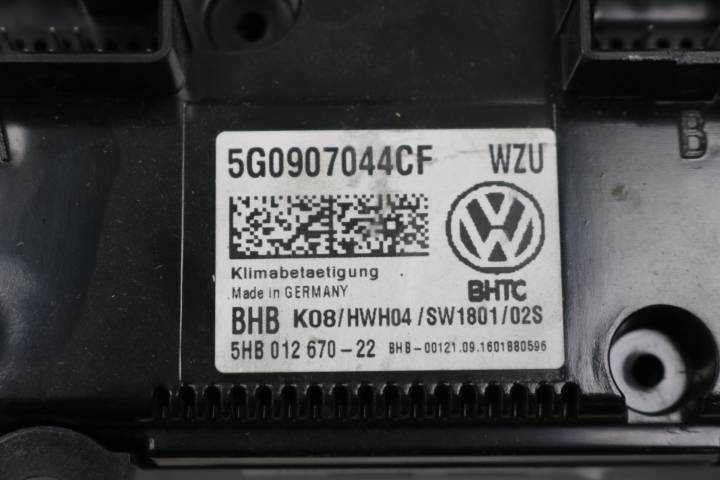 5G0907044CF WZU
Klimabetaetigung
Made in GERMANY
BHTC
BHB K08/HWH04/SW1801/02S
5HB 012 670-22 BHB-00121.09.1601880596
B